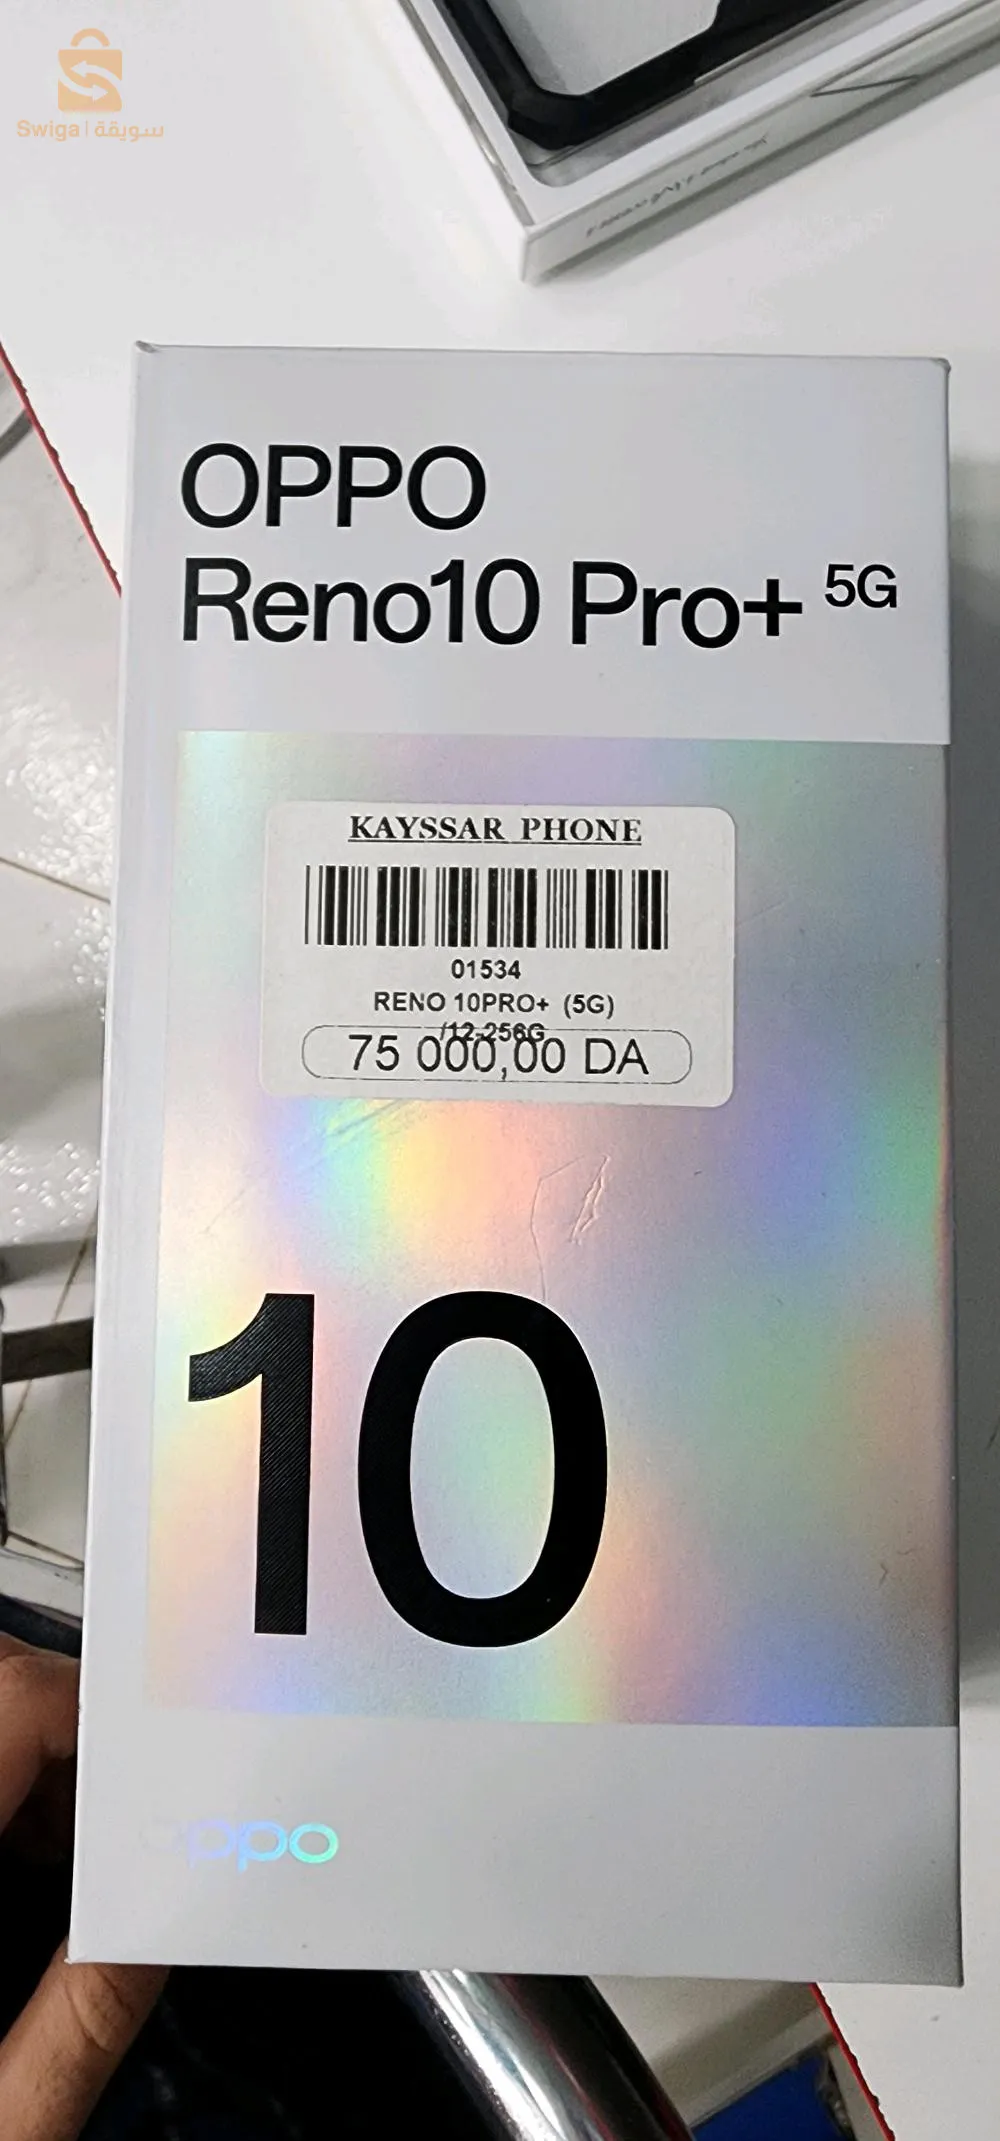 Swiga | سويقة
OPPO
Reno10 Pro+ 5G
KAYSSAR PHONE
01534
RENO 10PRO+ (5G)
/12-256G
75 000,00 DA
10
oppo